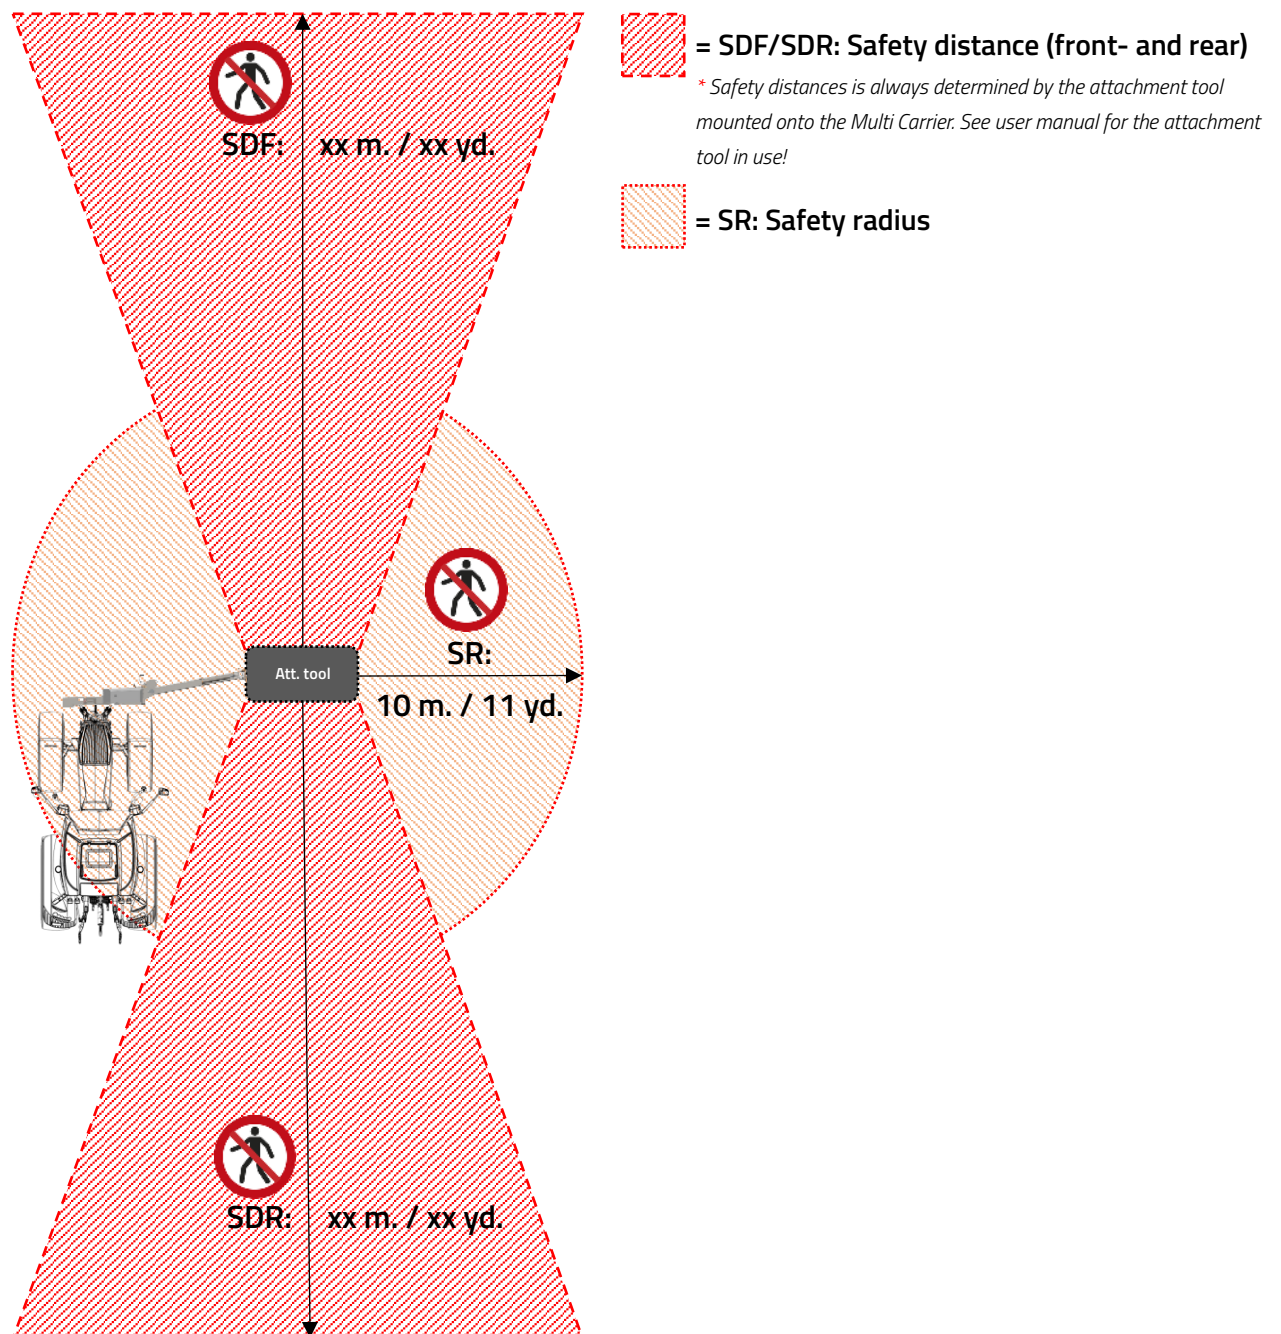 = SDF/SDR: Safety distance (front- and rear)
* Safety distances is always determined by the attachment tool
mounted onto the Multi Carrier. See user manual for the attachment
tool in use!
= SR: Safety radius
SDF: xx m. / xx yd.
SR:
Att. tool
10 m. / 11 yd.
SDR: xx m. / xx yd.